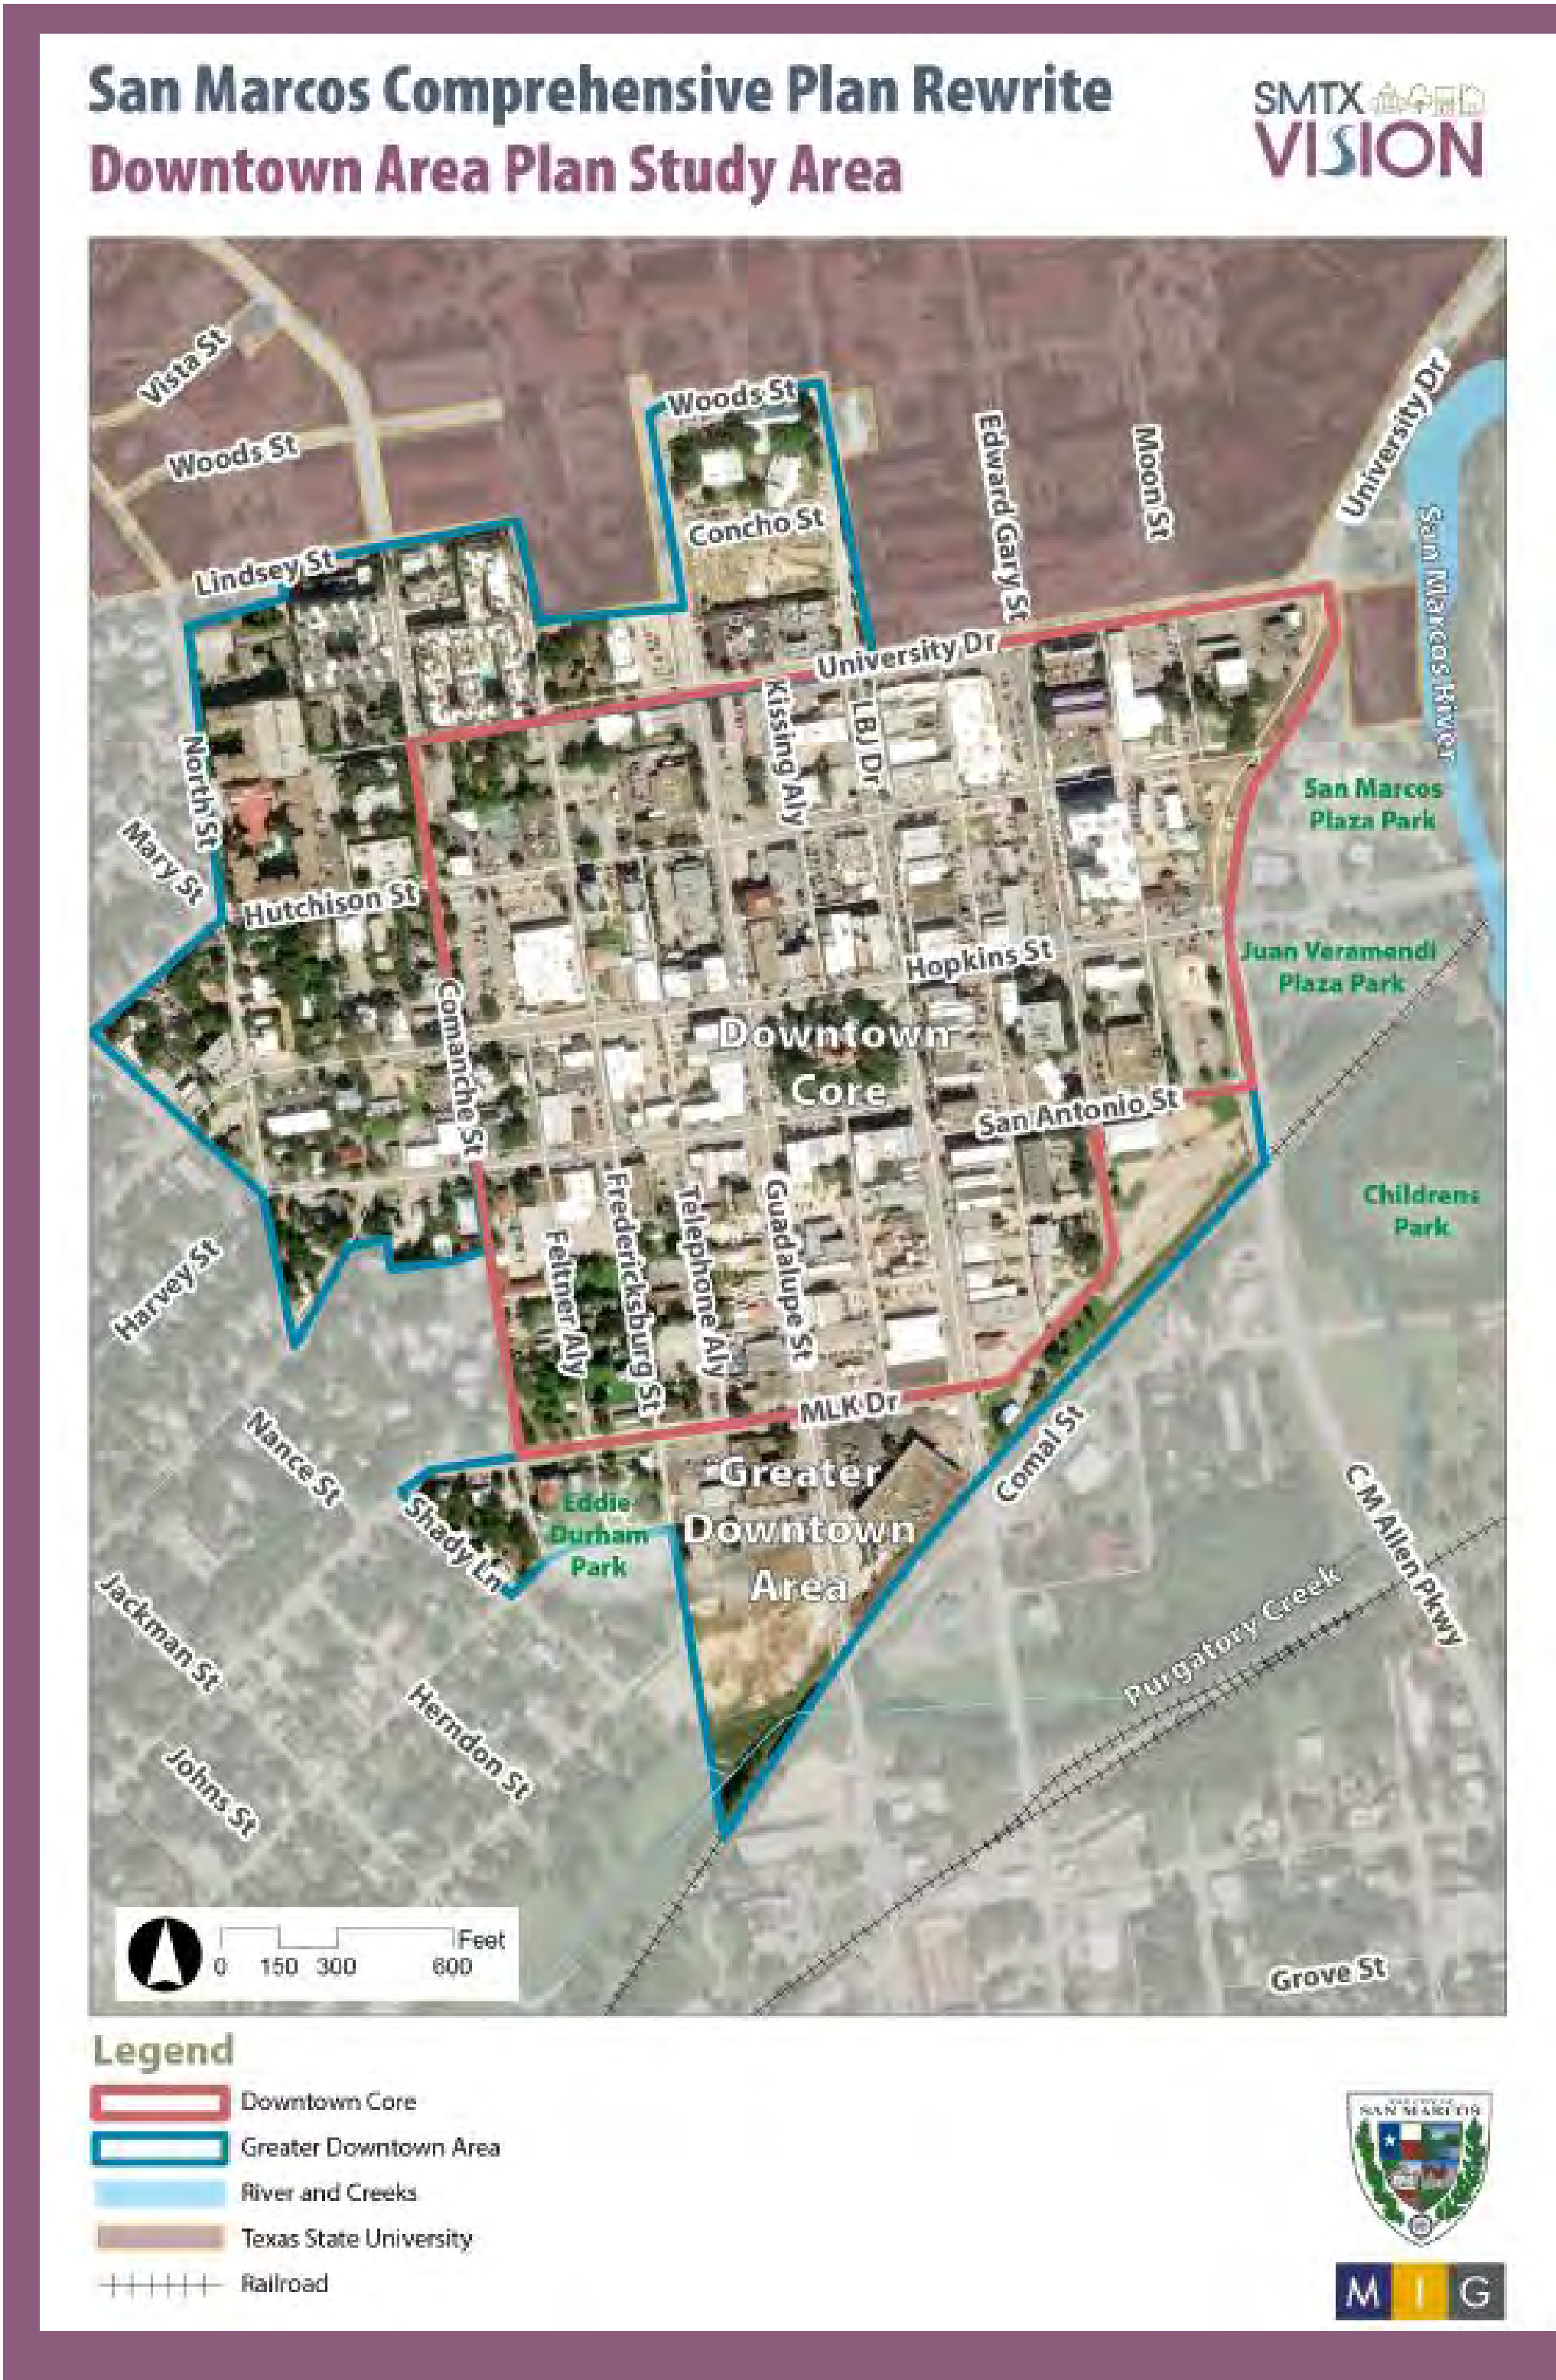 San Marcos Comprehensive Plan Rewrite
Downtown Area Plan Study Area
SMTX
VISION
Vista St
Woods St
Woods St
Concho St
Lindsey St
Edward Gary St
Moon St
University Dr
San Marcos River
University Dr
Kissing Aly
LBJ Dr
North St
Mary St
San Marcos
Plaza Park
Hutchison St
Hopkins St
Juan Veramendi
Plaza Park
Comanche St
Downtown
Core
San Antonio St
Childrens
Park
Harvey St
Feltner Aly
Fredericksburg St
Telephone Aly
Guadalupe St
MLK Dr
Nance St
Shady Ln
Eddie
Durham
Park
Greater
Downtown
Area
Comal St
C M Allen Pkwy
Jackman St
Herndon St
Johns St
Purgatory Creek
Grove St
Feet
0 150 300 600
Legend
Downtown Core
Greater Downtown Area
River and Creeks
Texas State University
Railroad
SAN MARCOS
M I G